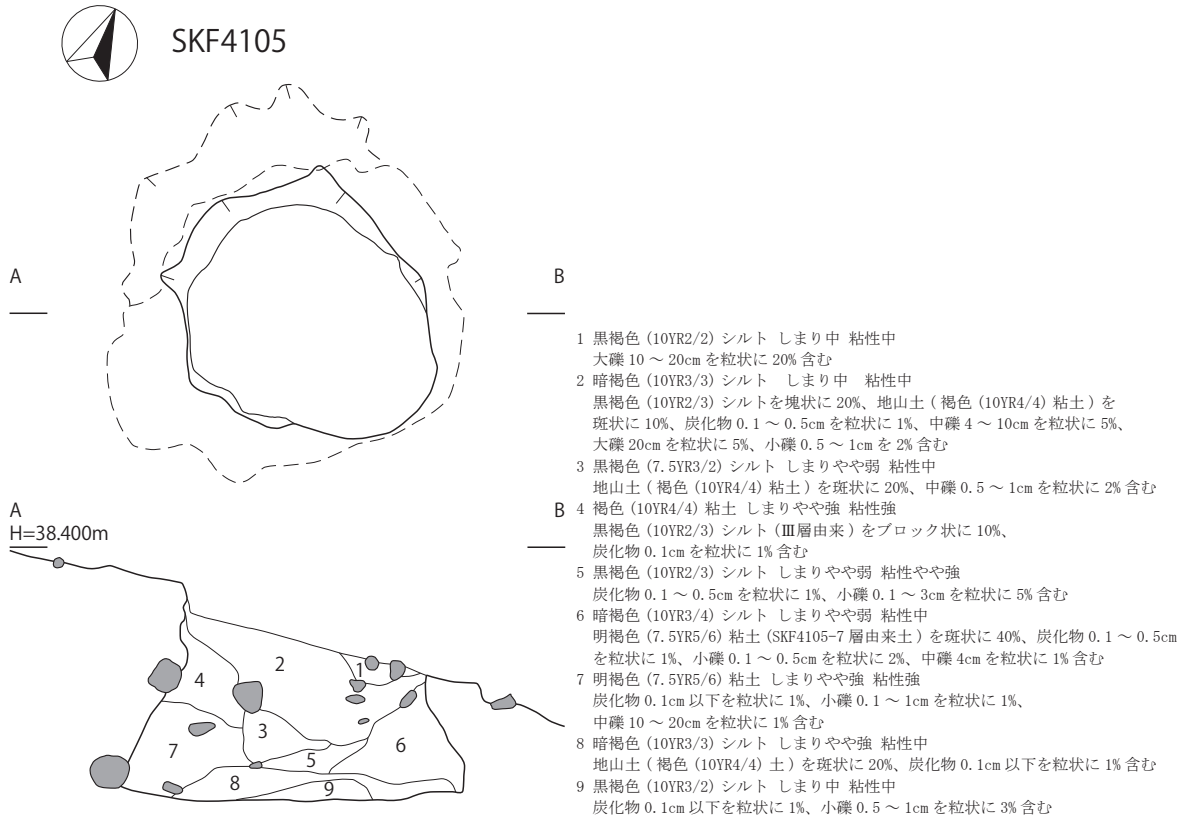 SKF4105
A
B
1 黒褐色 (10YR2/2) シルト しまり中 粘性中
大礫 10 ～ 20cm を粒状に 20% 含む
2 暗褐色 (10YR3/3) シルト しまり中 粘性中
黒褐色 (10YR2/3) シルトを塊状に 20%、地山土 ( 褐色 (10YR4/4) 粘土 ) を
斑状に 10%、炭化物 0.1 ～ 0.5cm を粒状に 1%、中礫 4 ～ 10cm を粒状に 5%、
大礫 20cm を粒状に 5%、小礫 0.5 ～ 1cm を 2% 含む
3 黒褐色 (7.5YR3/2) シルト しまりやや弱 粘性中
地山土 ( 褐色 (10YR4/4) 粘土 ) を斑状に 20%、中礫 0.5 ～ 1cm を粒状に 2% 含む
4 褐色 (10YR4/4) 粘土 しまりやや強 粘性強
黒褐色 (10YR2/3) シルト (Ⅲ層由来 ) をブロック状に 10%、
炭化物 0.1cm を粒状に 1% 含む
5 黒褐色 (10YR2/3) シルト しまりやや弱 粘性やや強
炭化物 0.1 ～ 0.5cm を粒状に 1%、小礫 0.1 ～ 3cm を粒状に 5% 含む
6 暗褐色 (10YR3/4) シルト しまりやや弱 粘性中
明褐色 (7.5YR5/6) 粘土 (SKF4105-7 層由来土 ) を斑状に 40%、炭化物 0.1 ～ 0.5cm
を粒状に 1%、小礫 0.1 ～ 0.5cm を粒状に 2%、中礫 4cm を粒状に 1% 含む
7 明褐色 (7.5YR5/6) 粘土 しまりやや強 粘性強
炭化物 0.1cm 以下を粒状に 1%、小礫 0.1 ～ 1cm を粒状に 1%、
中礫 10 ～ 20cm を粒状に 1% 含む
8 暗褐色 (10YR3/3) シルト しまりやや強 粘性中
地山土 ( 褐色 (10YR4/4) 土 ) を斑状に 20%、炭化物 0.1cm 以下を粒状に 1% 含む
9 黒褐色 (10YR3/2) シルト しまり中 粘性中
炭化物 0.1cm 以下を粒状に 1%、小礫 0.5 ～ 1cm を粒状に 3% 含む
A
B
H=38.400m
1
2
3
4
5
6
7
8
9